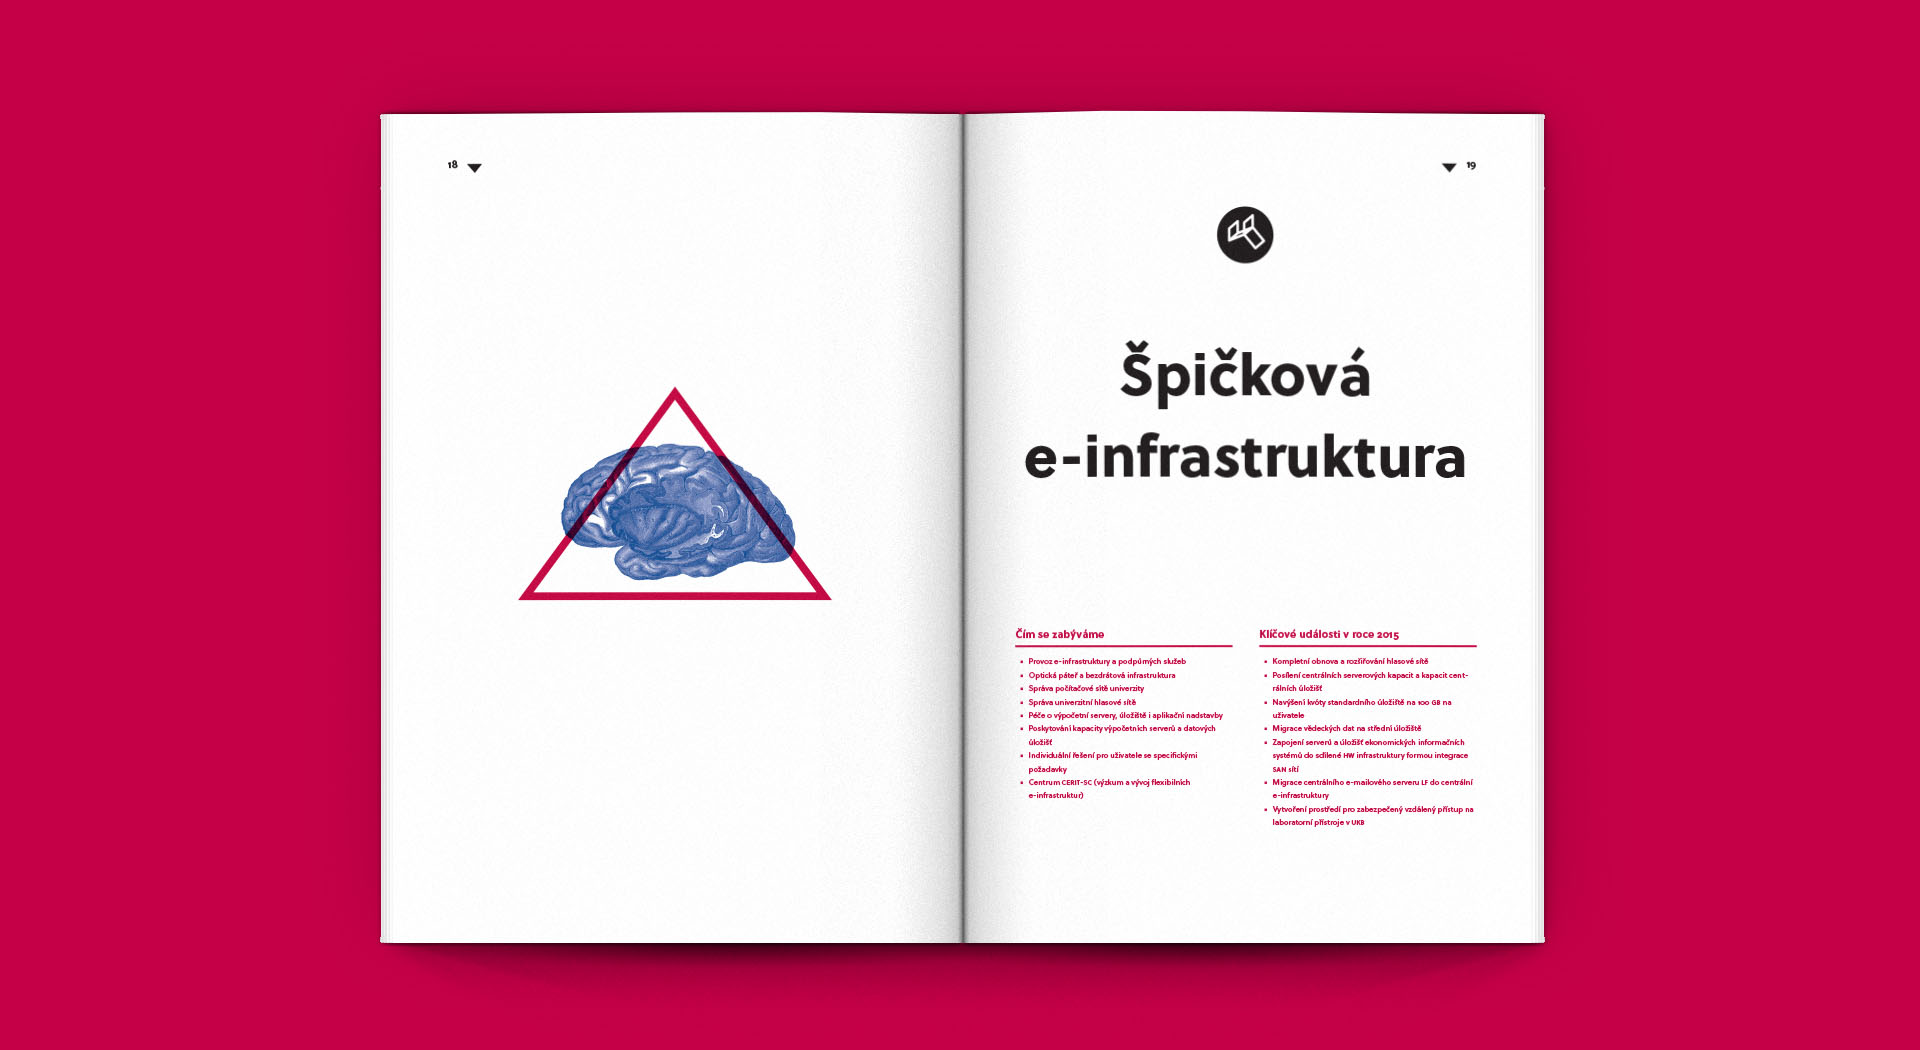 18
19
Špičková
e-infrastruktura
Čím se zabýváme
▪ Provoz e-infrastruktury a podpůrných služeb
▪ Optická páteř a bezdrátová infrastruktura
▪ Správa počítačové sítě univerzity
▪ Správa univerzitní hlasové sítě
▪ Péče o výpočetní servery, úložiště i aplikační nadstavby
▪ Poskytování kapacity výpočetních serverů a datových
úložišť
▪ Individuální řešení pro uživatele se specifickými
požadavky
▪ Centrum CERIT-SC (výzkum a vývoj flexibilních
e-infrastruktur)
Klíčové události v roce 2015
▪ Kompletní obnova a rozšiřování hlasové sítě
▪ Posílení centrálních serverových kapacit a kapacit cent-
rálních úložišť
▪ Navýšení kvóty standardního úložiště na 100 GB na
uživatele
▪ Migrace vědeckých dat na střední úložiště
▪ Zapojení serverů a úložišť ekonomických informačních
systémů do sdílené HW infrastruktury formou integrace
SAN sítí
▪ Migrace centrálního e-mailového serveru LF do centrální
e-infrastruktury
▪ Vytvoření prostředí pro zabezpečený vzdálený přístup na
laboratorní přístroje v UKB